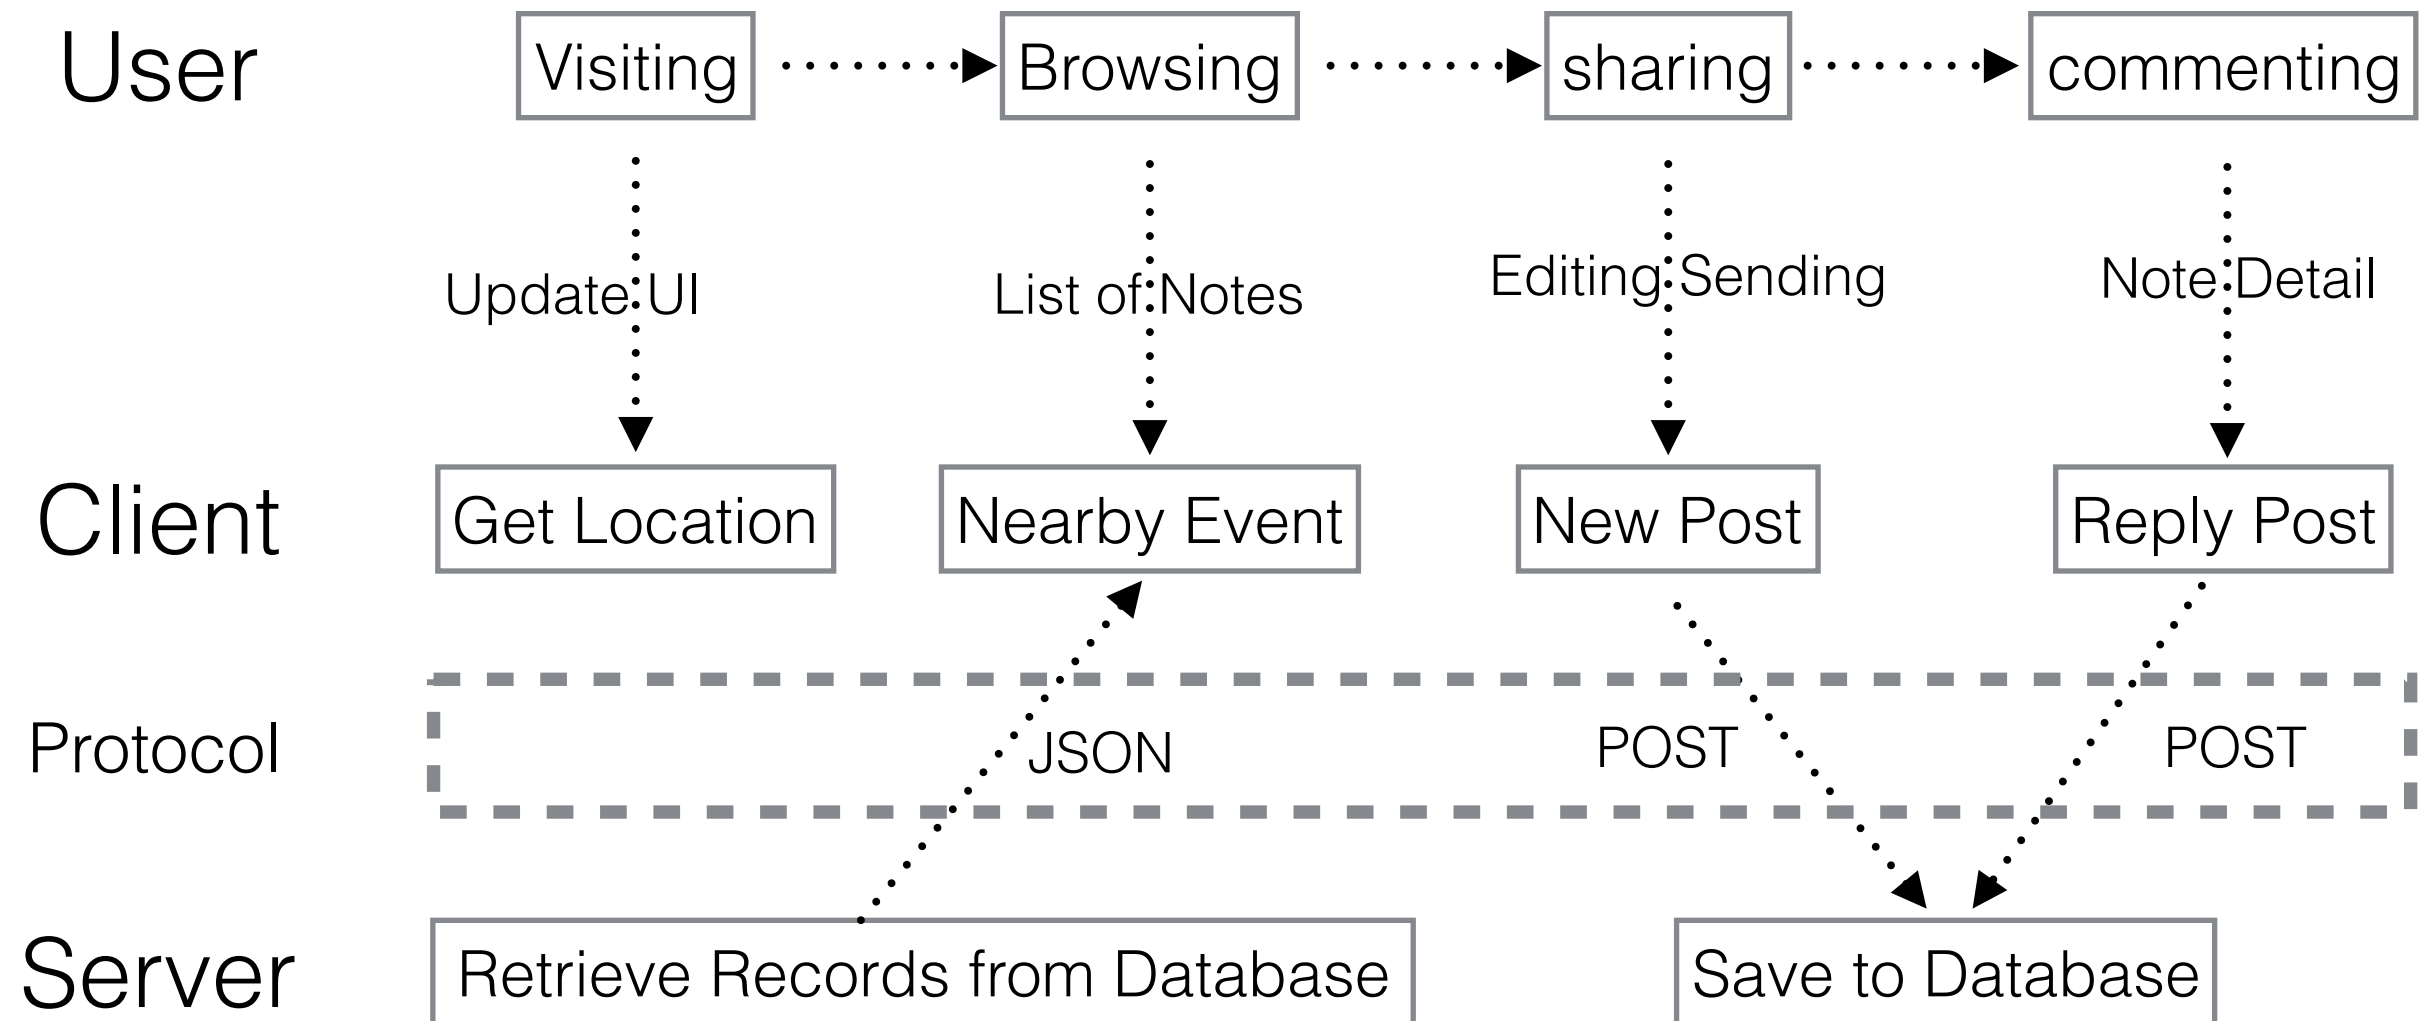 User
Visiting
Browsing
sharing
commenting
Update UI
List of Notes
Editing Sending
Note Detail
Client
Get Location
Nearby Event
New Post
Reply Post
Protocol
JSON
POST
POST
Server
Retrieve Records from Database
Save to Database